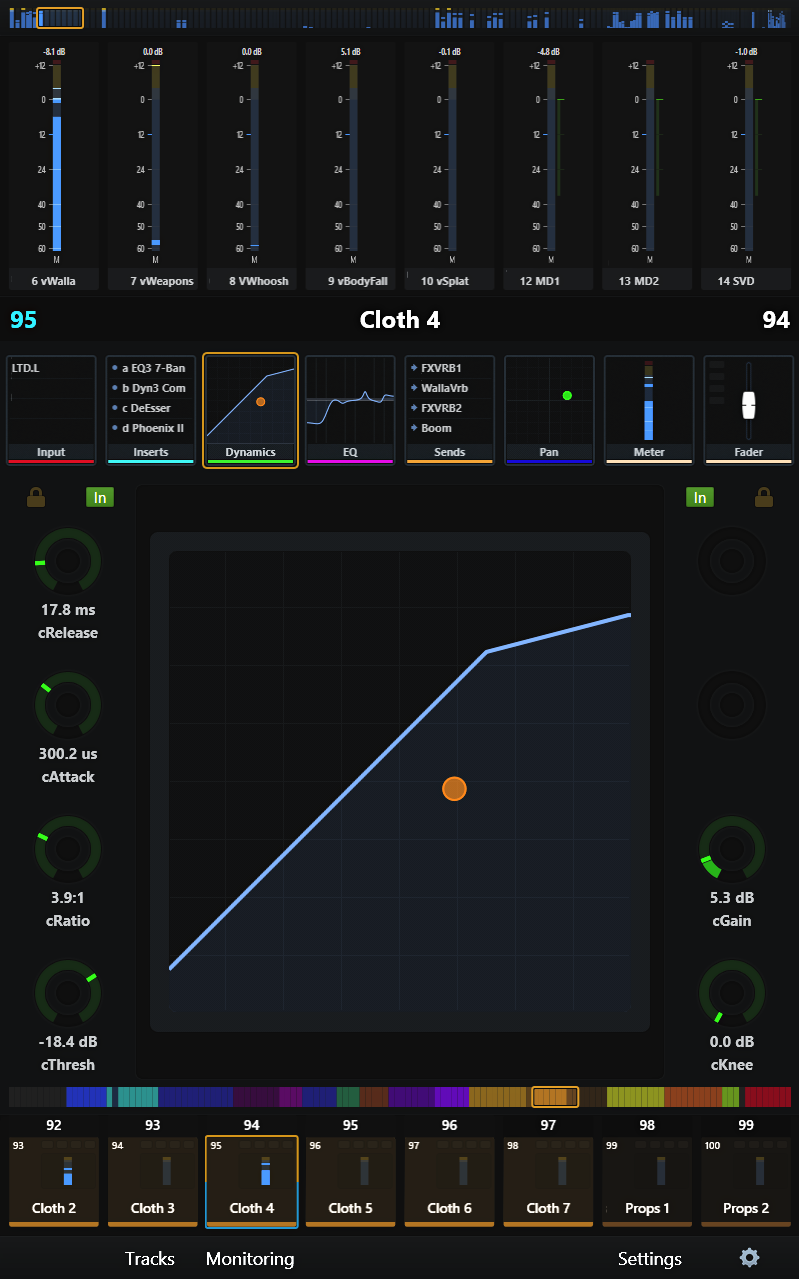 -8.1 dB 0.0 dB 0.0 dB 5.1 dB -0.1 dB -4.8 dB -1.0 dB
+12 +12 +12 +12 +12 +12 +12 +12
0 0 0 0 0 0 0 0
12 12 12 12 12 12 12 12
24 24 24 24 24 24 24 24
40 40 40 40 40 40 40 40
50 50 50 50 50 50 50 50
60 60 60 60 60 60 60 60
M M M M M M M M
6 vWalla 7 vWeapons 8 VWhoosh 9 vBodyFall 10 vSplat 12 MD1 13 MD2 14 SVD
95 Cloth 4 94
LTD.L a EQ3 7-Ban FXVRB1
b Dyn3 Com WallaVrb
c DeEsser FXVRB2
d Phoenix II Boom
Input Inserts Dynamics EQ Sends Pan Meter Fader
In In
17.8 ms
cRelease
300.2 us
cAttack
3.9:1 5.3 dB
cRatio cGain
-18.4 dB 0.0 dB
cThresh cKnee
92 93 94 95 96 97 98 99
93 94 95 96 97 98 99 100
Cloth 2 Cloth 3 Cloth 4 Cloth 5 Cloth 6 Cloth 7 Props 1 Props 2
Tracks Monitoring Settings